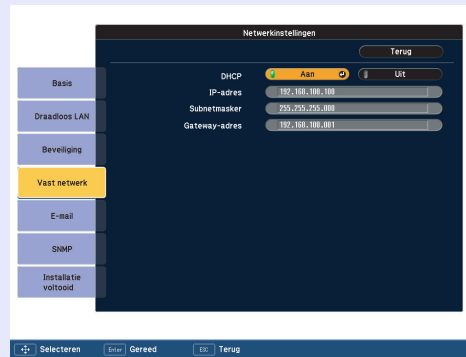 Netwerkinstellingen
Terug
Basis
Draadloos LAN
Beveiliging
Vast netwerk
E-mail
SNMP
Installatie
voltooid
DHCP Aan Uit
IP-adres 192.168.100.100
Subnetmasker 255.255.255.000
Gateway-adres 192.168.100.001
Selecteren Enter Gereed ESC Terug